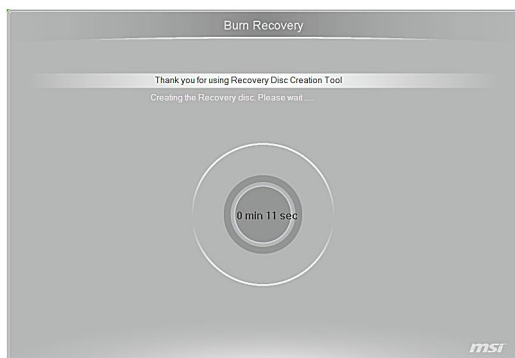 Burn Recovery
Thank you for using Recovery Disc Creation Tool
Creating the Recovery disc. Please wait.....
0 min 11 sec
msi